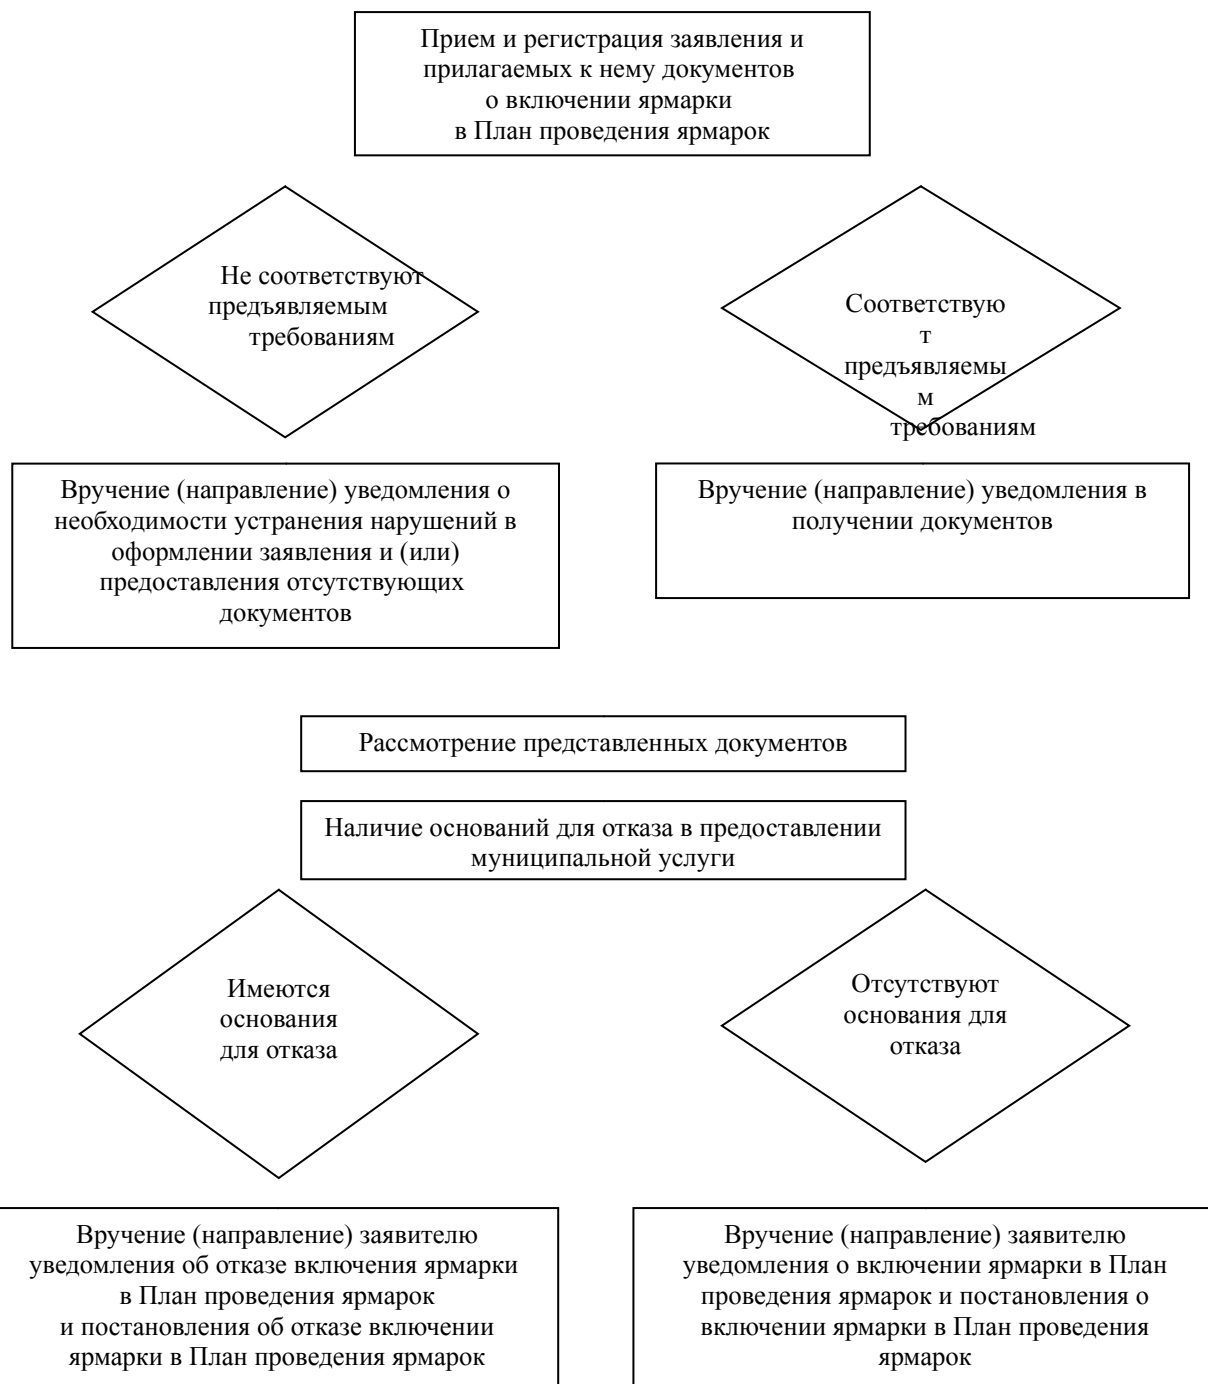 Прием и регистрация заявления и
прилагаемых к нему документов
о включении ярмарки
в План проведения ярмарок
Не соответствуют
предъявляемым
требованиям
Соответствую
т
предъявляемы
м
требованиям
Вручение (направление) уведомления о
необходимости устранения нарушений в
оформлении заявления и (или)
предоставления отсутствующих
документов
Вручение (направление) уведомления в
получении документов
Рассмотрение представленных документов
Наличие оснований для отказа в предоставлении
муниципальной услуги
Имеются
основания
для отказа
Отсутствуют
основания для
отказа
Вручение (направление) заявителю
уведомления об отказе включения ярмарки
в План проведения ярмарок
и постановления об отказе включении
ярмарки в План проведения ярмарок
Вручение (направление) заявителю
уведомления о включении ярмарки в План
проведения ярмарок и постановления о
включении ярмарки в План проведения
ярмарок